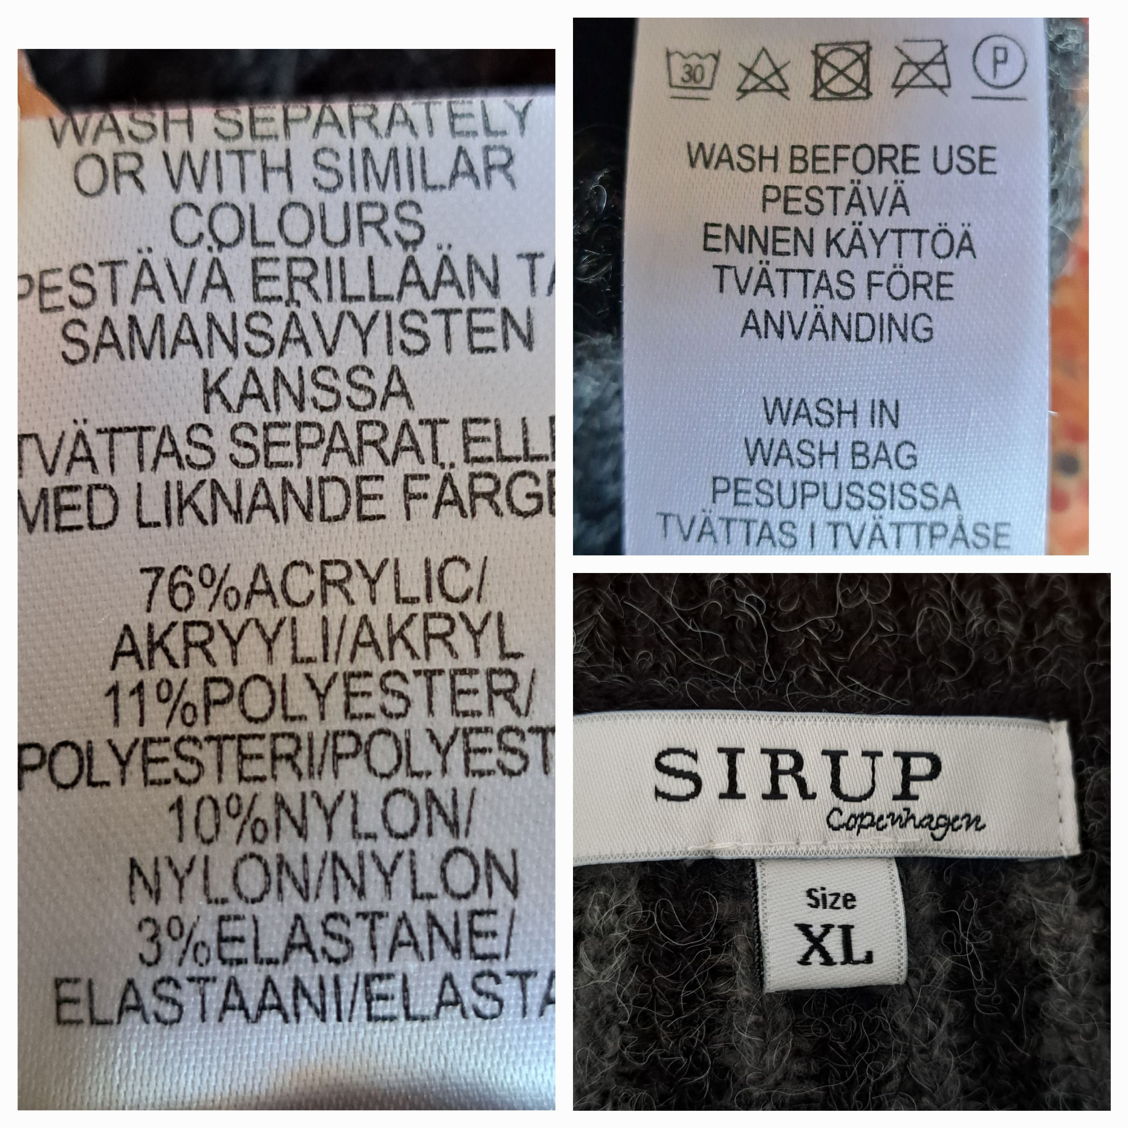 WASH SEPARATELY
OR WITH SIMILAR
COLOURS
PESTÄVÄ ERILLÄÄN TA
SAMANSÄVYISTEN
KANSSA
TVÄTTAS SEPARAT ELLE
MED LIKNANDE FÄRGE
76%ACRYLIC/
AKRYYLI/AKRYL
11%POLYESTER/
POLYESTERI/POLYEST
10%NYLON/
NYLON/NYLON
3%ELASTANE/
ELASTAANI/ELASTA
30 P
WASH BEFORE USE
PESTÄVÄ
ENNEN KÄYTTÖÄ
TVÄTTAS FÖRE
ANVÄNDING
WASH IN
WASH BAG
PESUPUSSISSA
TVÄTTAS I TVÄTTPÅSE
SIRUP
Copenhagen
Size
XL